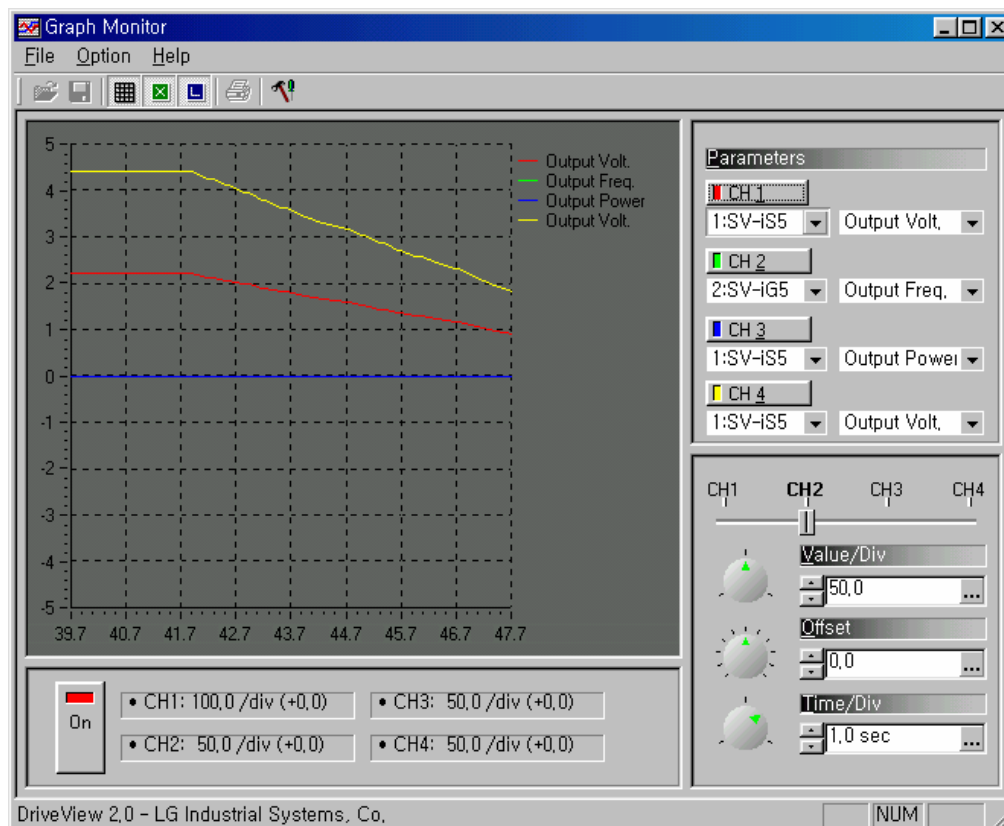 Graph Monitor
File Option Help
L
5
4
3
2
1
0
-1
-2
-3
-4
-5
39.7 40.7 41.7 42.7 43.7 44.7 45.7 46.7 47.7
Output Volt.
Output Freq.
Output Power
Output Volt.
Parameters
CH 1
1:SV-iS5 Output Volt.
CH 2
2:SV-iG5 Output Freq.
CH 3
1:SV-iS5 Output Power
CH 4
1:SV-iS5 Output Volt.
CH1 CH2 CH3 CH4
Value/Div
50.0 ...
Offset
0.0 ...
Time/Div
1.0 sec ...
On
• CH1: 100.0 /div (+0.0)
• CH3: 50.0 /div (+0.0)
• CH2: 50.0 /div (+0.0)
• CH4: 50.0 /div (+0.0)
DriveView 2.0 - LG Industrial Systems, Co.
NUM